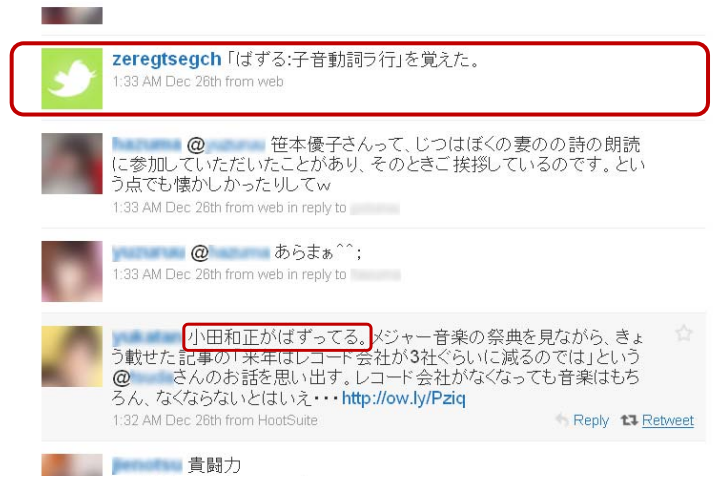 zeregtsegch 「ばずる:子音動詞ラ行」を覚えた。
1:33 AM Dec 26th from web
@ 笹本優子さんって、じつはぼくの妻のの詩の朗読
に参加していただいたことがあり、そのときご挨拶しているのです。とい
う点でも懐かしかったりしてw
1:33 AM Dec 26th from web in reply to
@ あらまぁ^^;
1:33 AM Dec 26th from web in reply to
小田和正がばずってる。メジャー音楽の祭典を見ながら、きょ
う載せた記事の「来年はレコード会社が3社ぐらいに減るのでは」という
@ さんのお話を思い出す。レコード会社がなくなっても音楽はもち
ろん、なくならないとはいえ・・・http://ow.ly/Pziq
1:32 AM Dec 26th from HootSuite Reply Retweet
貴闘力